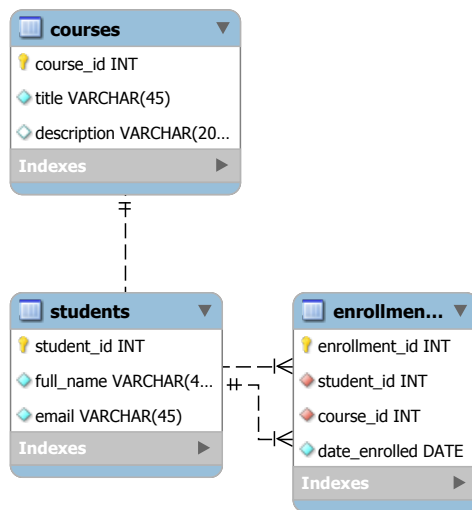 courses
course_id INT
title VARCHAR(45)
description VARCHAR(20...
Indexes
students
student_id INT
full_name VARCHAR(4...
email VARCHAR(45)
Indexes
enrollmen...
enrollment_id INT
student_id INT
course_id INT
date_enrolled DATE
Indexes